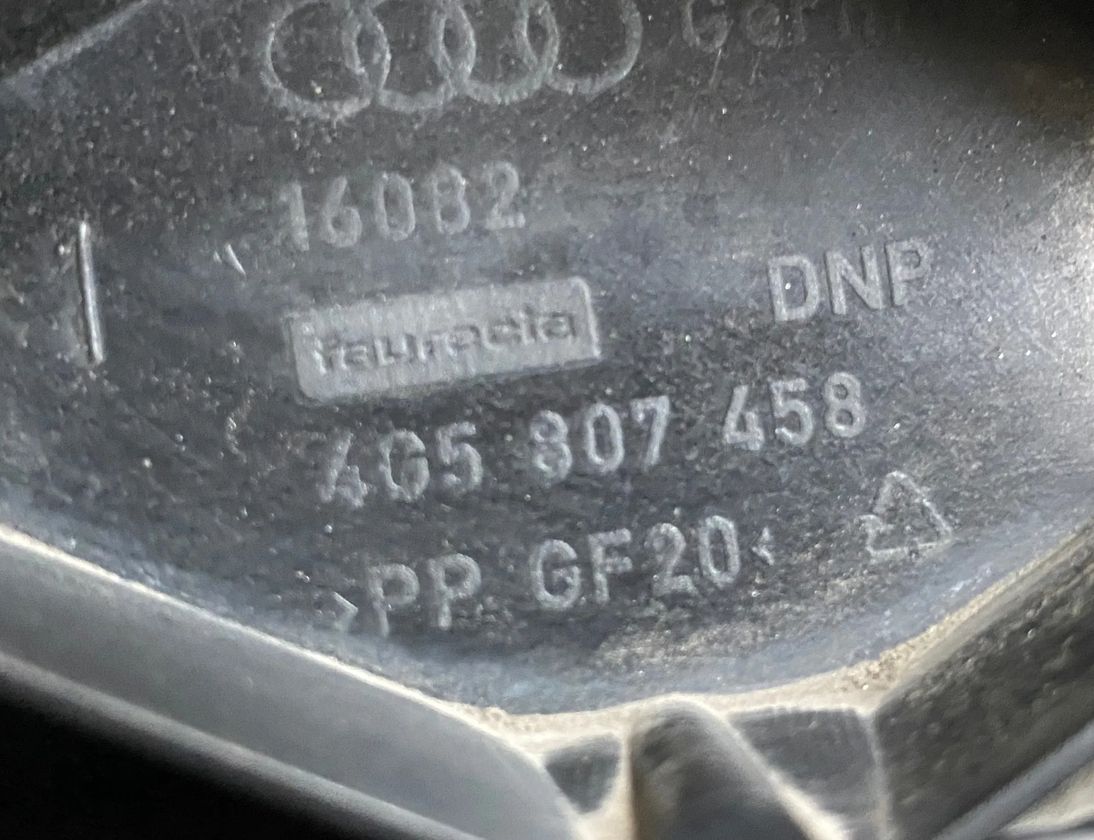 16082
DNP
faurecia
4G5 807 458
>PP GF20<